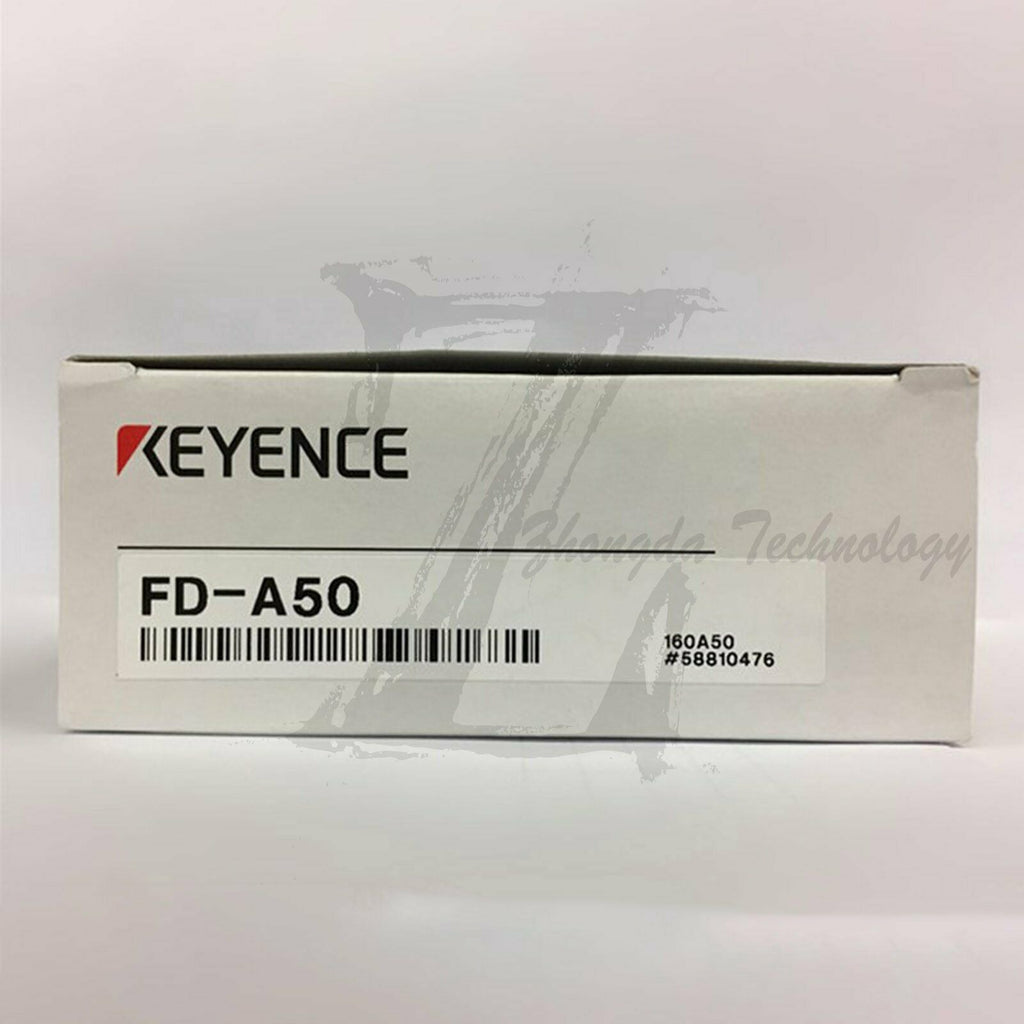 KEYENCE
Zhongda Technology
FD-A50
160A50
#58810476